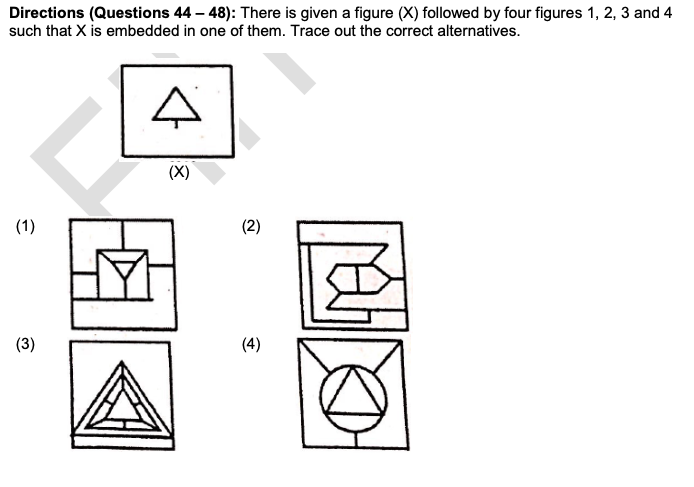 Directions (Questions 44 – 48): There is given a figure (X) followed by four figures 1, 2, 3 and 4
such that X is embedded in one of them. Trace out the correct alternatives.
(X)
(1)
(2)
(3)
(4)